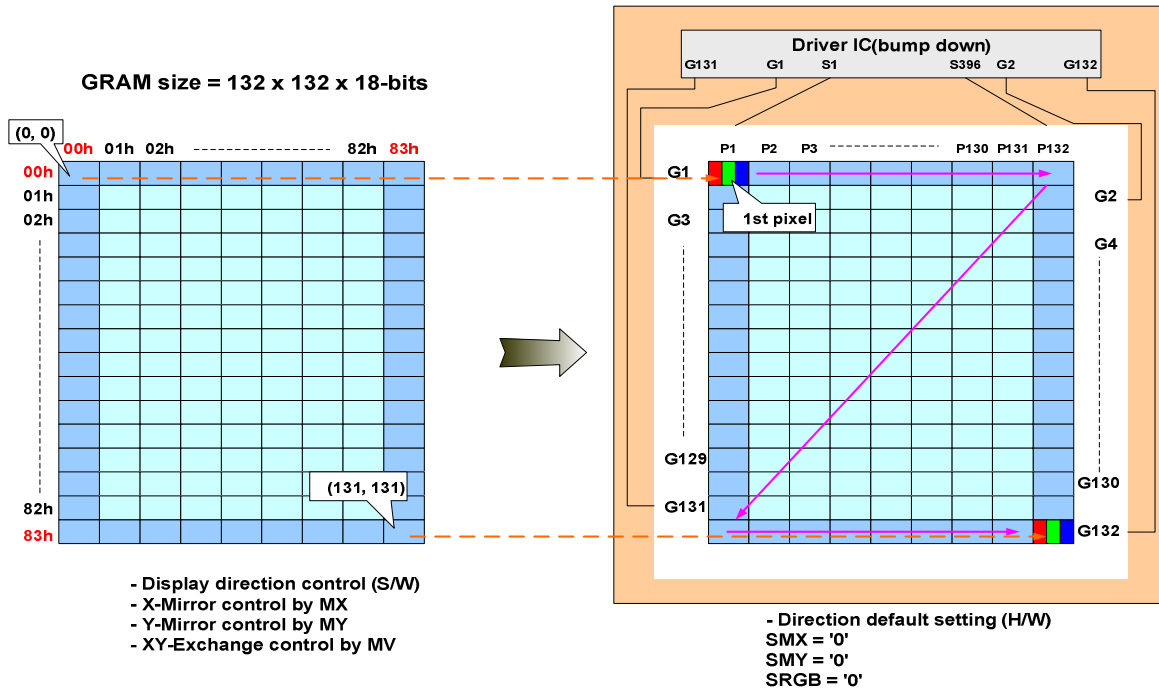 GRAM size = 132 x 132 x 18-bits
(0, 0)
00h 01h 02h 82h 83h
00h
01h
02h
82h
83h
(131, 131)
- Display direction control (S/W)
- X-Mirror control by MX
- Y-Mirror control by MY
- XY-Exchange control by MV
Driver IC(bump down)
G131 G1 S1 S396 G2 G132
P1 P2 P3 P130 P131 P132
G1
G3
G129
G131
1st pixel
G2
G4
G130
G132
- Direction default setting (H/W)
SMX = '0'
SMY = '0'
SRGB = '0'